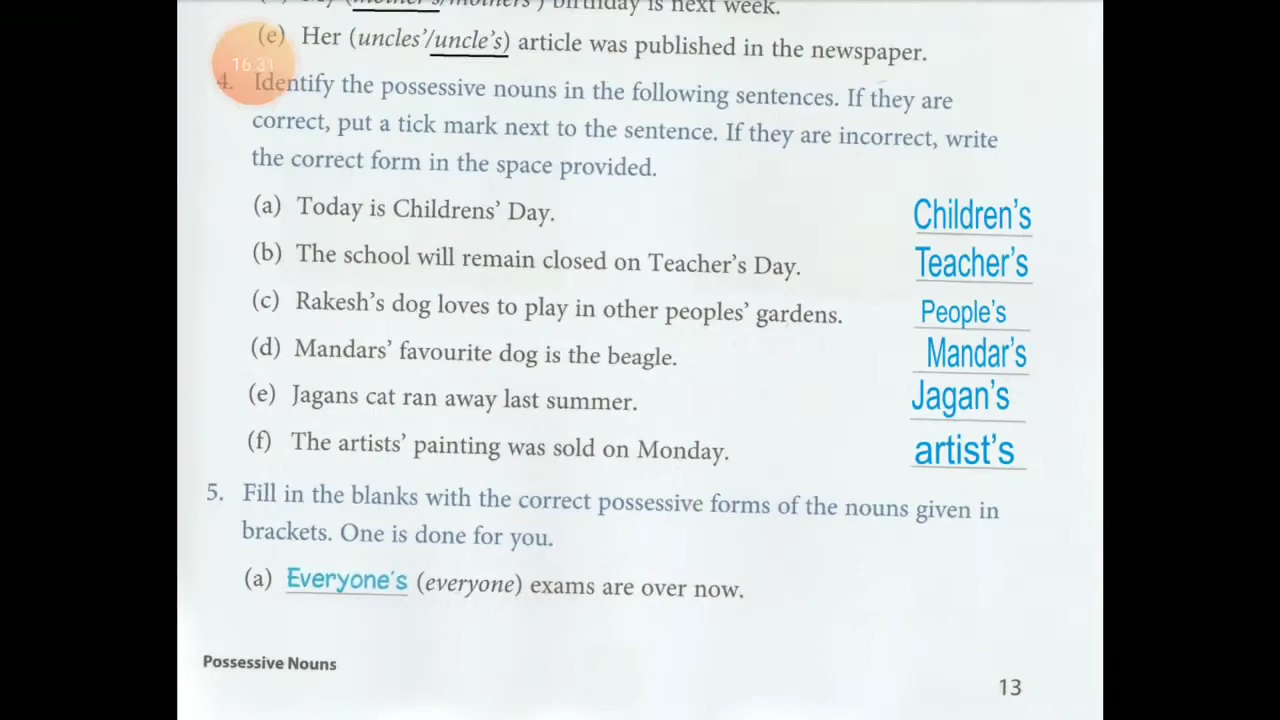 birthday is next week.
(e) Her (uncles'/uncle's) article was published in the newspaper.
16:31
4. Identify the possessive nouns in the following sentences. If they are
correct, put a tick mark next to the sentence. If they are incorrect, write
the correct form in the space provided.
(a) Today is Childrens' Day. Children's
(b) The school will remain closed on Teacher's Day. Teacher's
(c) Rakesh's dog loves to play in other peoples' gardens. People's
(d) Mandars' favourite dog is the beagle. Mandar's
(e) Jagans cat ran away last summer. Jagan's
(f) The artists' painting was sold on Monday. artist's
5. Fill in the blanks with the correct possessive forms of the nouns given in
brackets. One is done for you.
(a) Everyone's (everyone) exams are over now.
Possessive Nouns
13